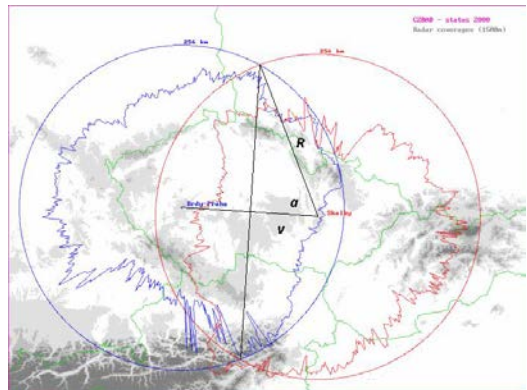 CZRAD - status 2000
Radar coverages (1500m)
256 km
256 km
R
Brdy-Praha
a
Skalky
v